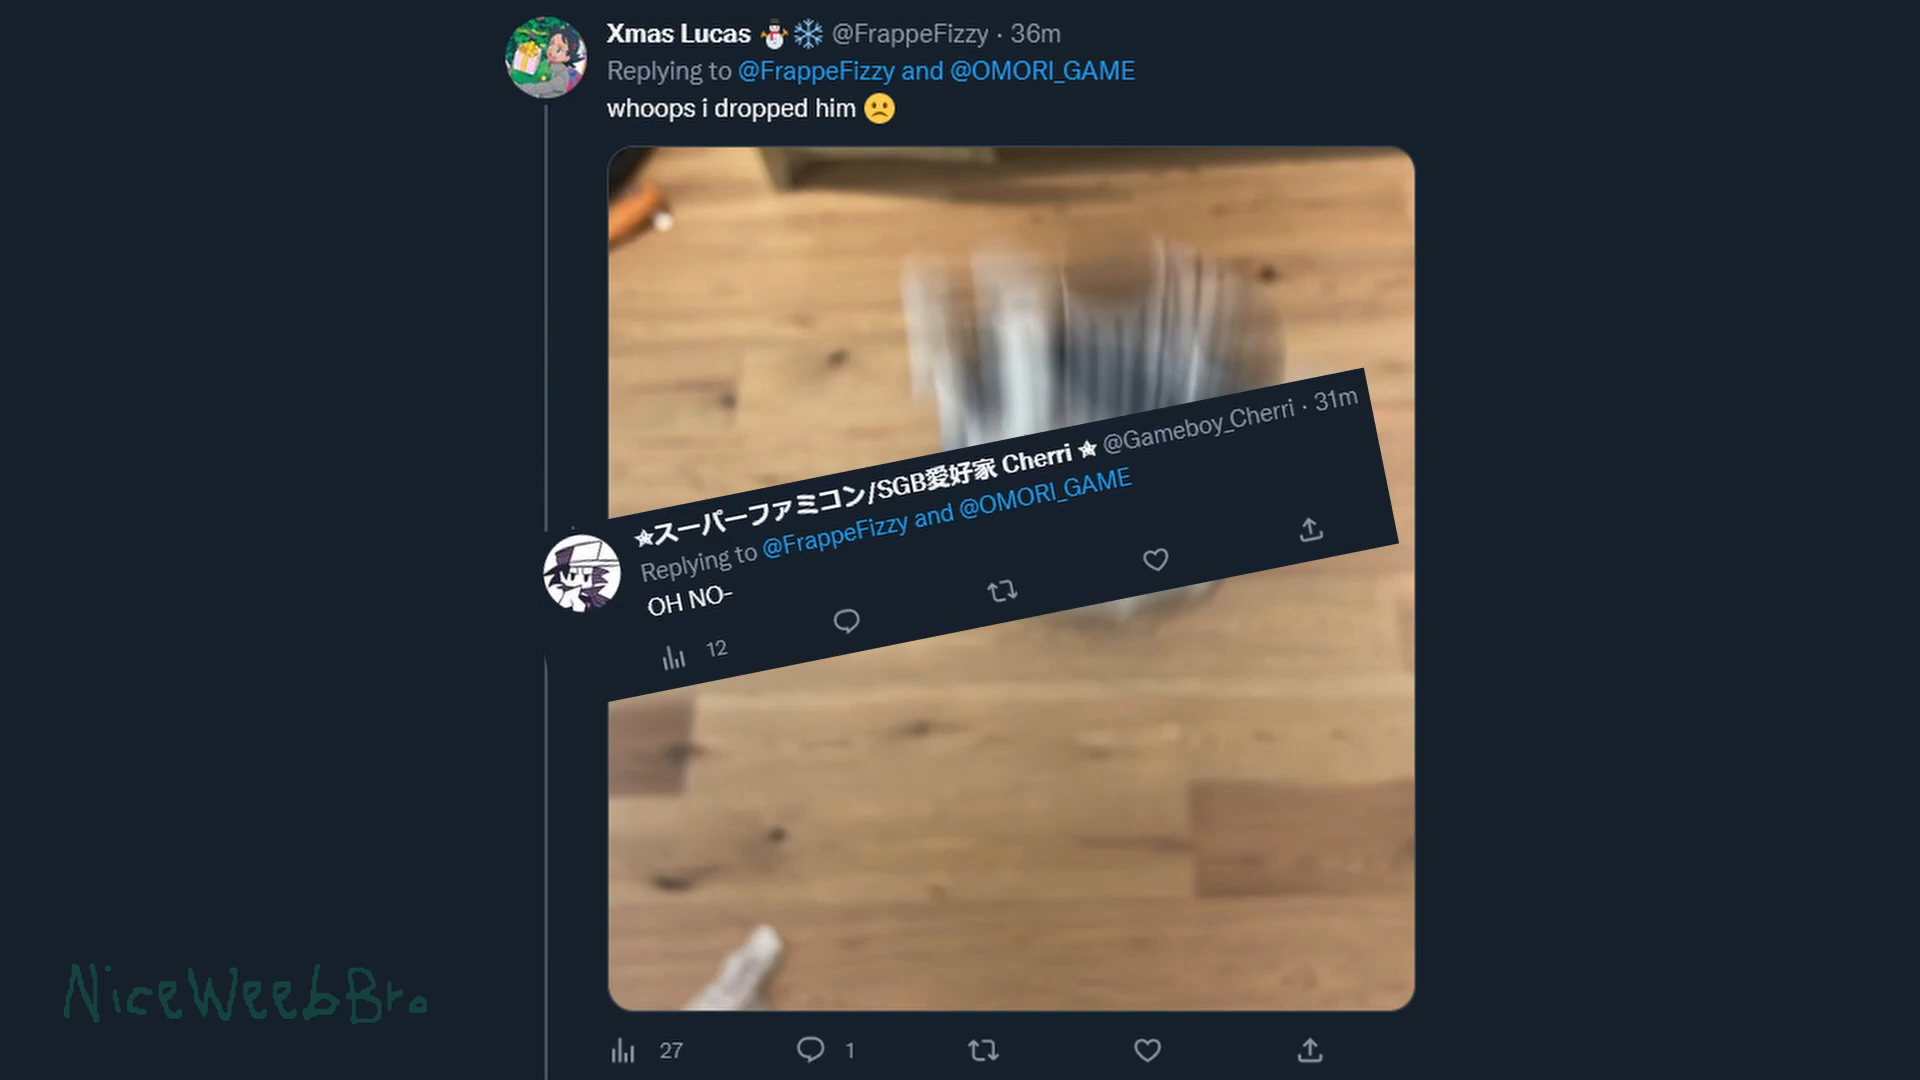 Xmas Lucas ⛄❄ @FrappeFizzy · 36m
Replying to @FrappeFizzy and @OMORI_GAME
whoops i dropped him 🙁
★スーパーファミコン/SGB愛好家 Cherri ★ @Gameboy_Cherri · 31m
Replying to @FrappeFizzy and @OMORI_GAME
OH NO-
12
NiceWeebBro
27 1